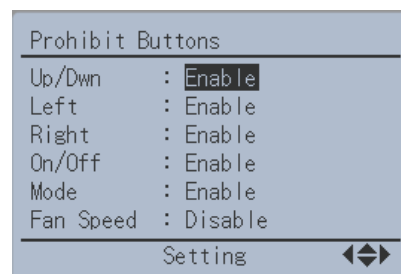 Prohibit Buttons
Up/Dwn : Enable
Left : Enable
Right : Enable
On/Off : Enable
Mode : Enable
Fan Speed : Disable
Setting